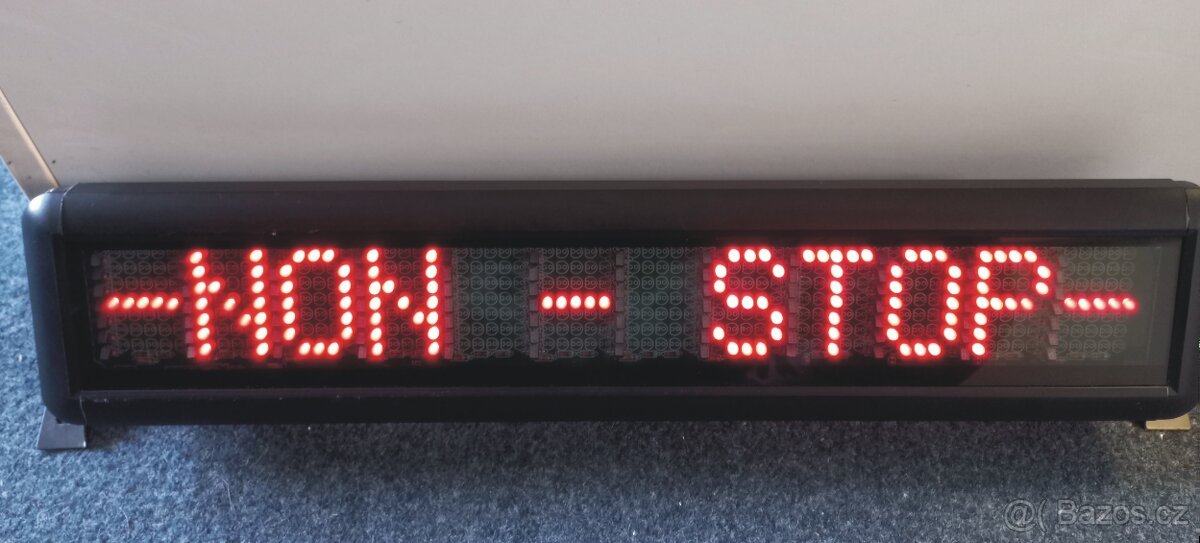 -NON - STOP-
@( Bazos.cz